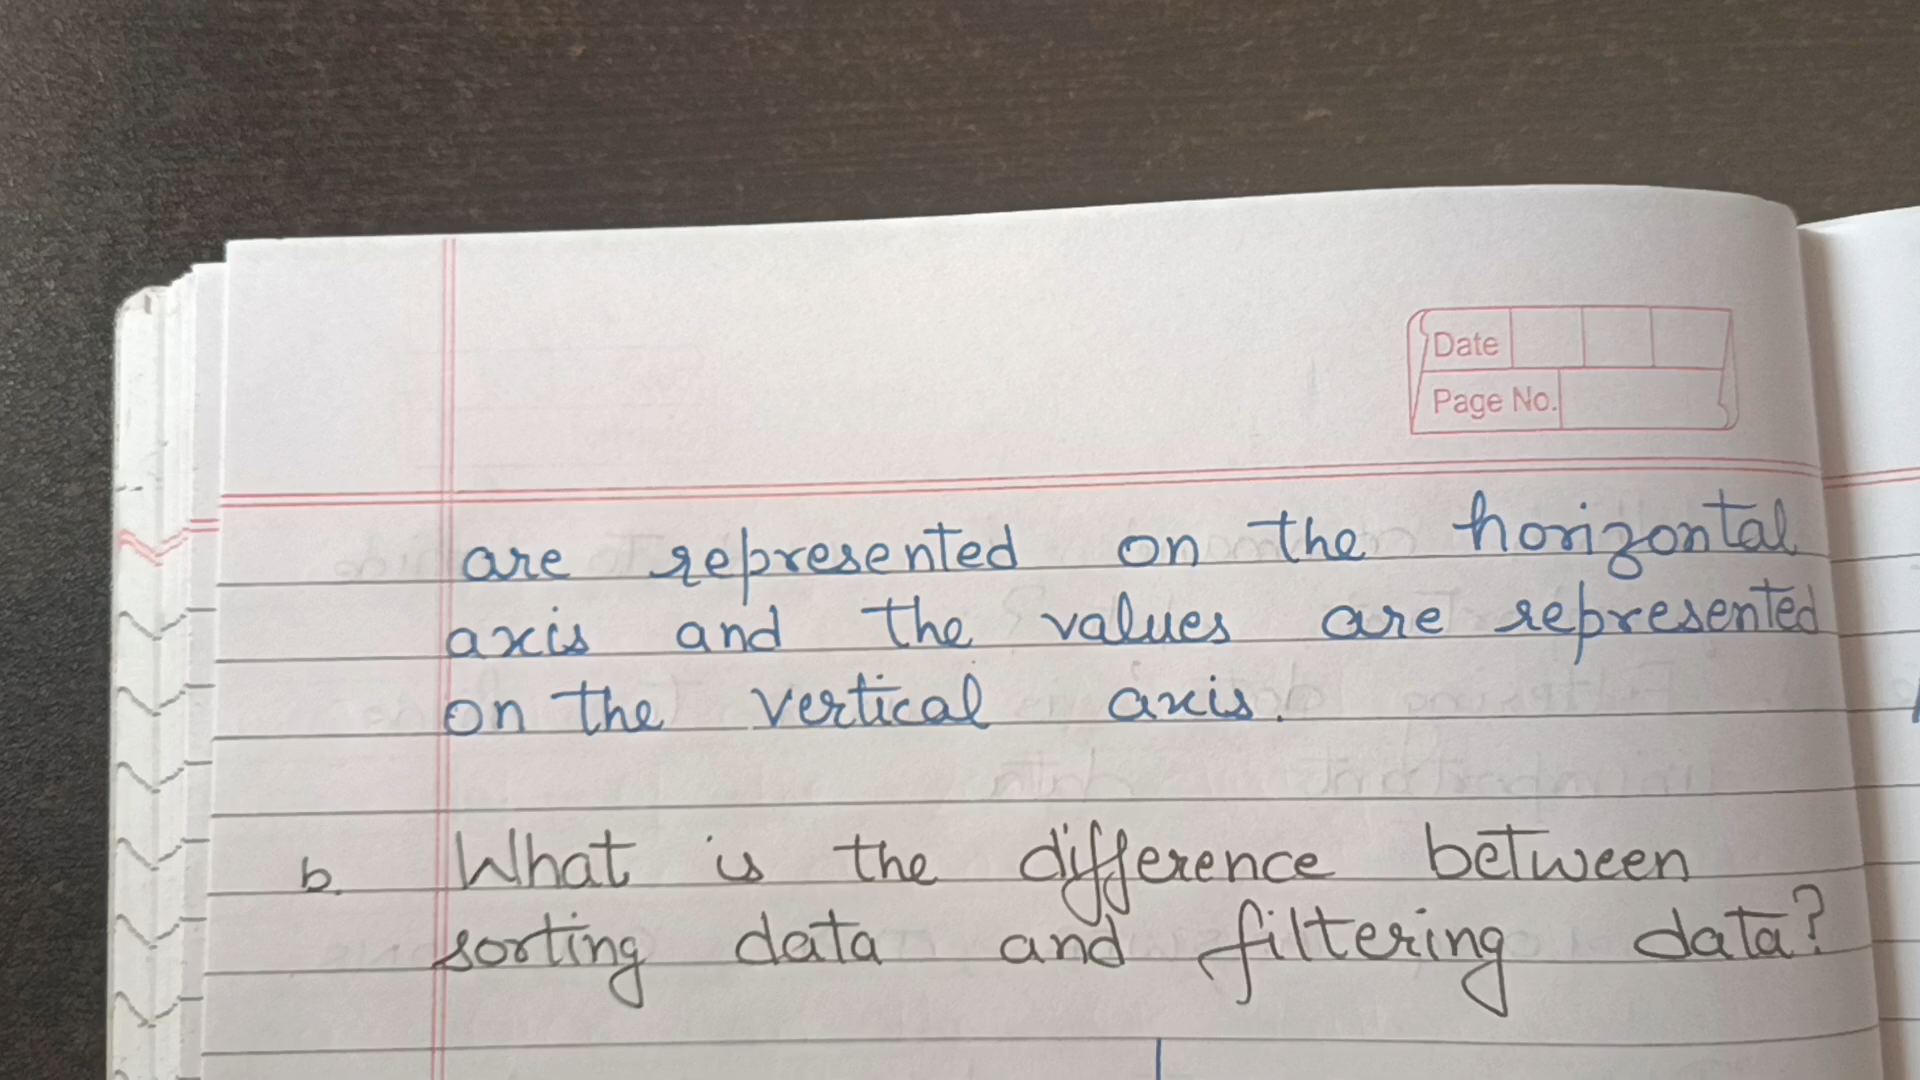 Date
Page No.
are represented on the horizontal
axis and the values are represented
on the vertical axis.
b. What is the difference between
sorting data and filtering data?